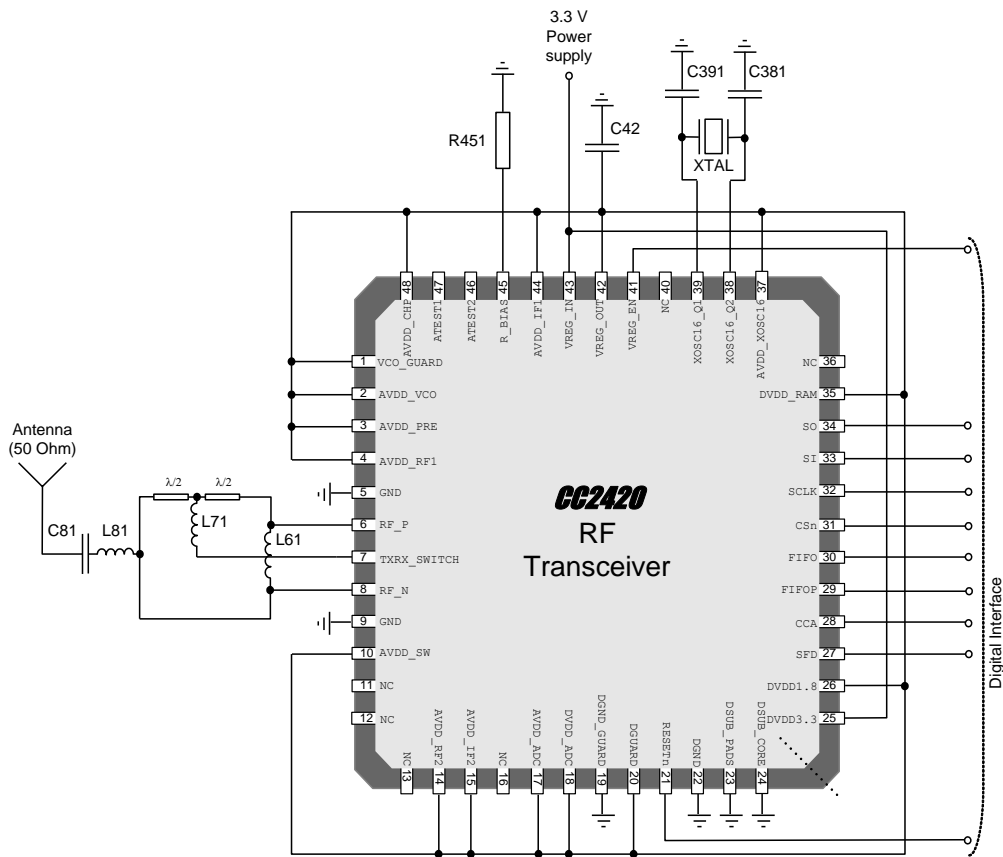 3.3 V
Power
supply
C391
C381
C42
R451
XTAL
48
47
46
45
44
43
42
41
40
39
38
37
AVDD_CHP
ATEST1
ATEST2
R_BIAS
AVDD_IF1
VREG_IN
VREG_OUT
VREG_EN
NC
XOSC16_Q1
XOSC16_Q2
AVDD_XOSC16
1 VCO_GUARD
2 AVDD_VCO
3 AVDD_PRE
4 AVDD_RF1
5 GND
6 RF_P
7 TXRX_SWITCH
8 RF_N
9 GND
10 AVDD_SW
11 NC
12 NC
Antenna
(50 Ohm)
λ/2
λ/2
C81
L81
L71
L61
CC2420
RF
Transceiver
NC 36
DVDD_RAM 35
SO 34
SI 33
SCLK 32
CSn 31
FIFO 30
FIFOP 29
CCA 28
SFD 27
DVDD1.8 26
DVDD3.3 25
Digital Interface
NC
AVDD_RF2
AVDD_IF2
NC
AVDD_ADC
DVDD_ADC
DGND_GUARD
DGUARD
RESETn
DGND
DSUB_PADS
DSUB_CORE
13
14
15
16
17
18
19
20
21
22
23
24